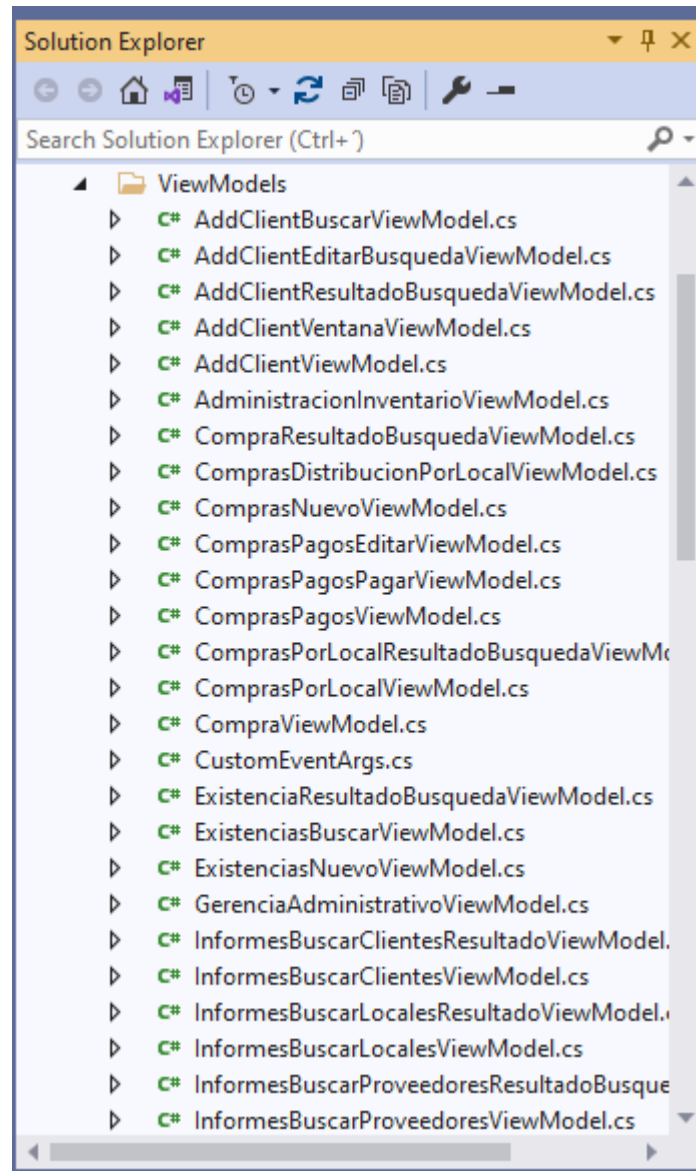 Solution Explorer
Search Solution Explorer (Ctrl+´)
ViewModels
C# AddClientBuscarViewModel.cs
C# AddClientEditarBusquedaViewModel.cs
C# AddClientResultadoBusquedaViewModel.cs
C# AddClientVentanaViewModel.cs
C# AddClientViewModel.cs
C# AdministracionInventarioViewModel.cs
C# CompraResultadoBusquedaViewModel.cs
C# ComprasDistribucionPorLocalViewModel.cs
C# ComprasNuevoViewModel.cs
C# ComprasPagosEditarViewModel.cs
C# ComprasPagosPagarViewModel.cs
C# ComprasPagosViewModel.cs
C# ComprasPorLocalResultadoBusquedaViewMo
C# ComprasPorLocalViewModel.cs
C# CompraViewModel.cs
C# CustomEventArgs.cs
C# ExistenciaResultadoBusquedaViewModel.cs
C# ExistenciasBuscarViewModel.cs
C# ExistenciasNuevoViewModel.cs
C# GerenciaAdministrativoViewModel.cs
C# InformesBuscarClientesResultadoViewModel.
C# InformesBuscarClientesViewModel.cs
C# InformesBuscarLocalesResultadoViewModel.
C# InformesBuscarLocalesViewModel.cs
C# InformesBuscarProveedoresResultadoBusque
C# InformesBuscarProveedoresViewModel.cs